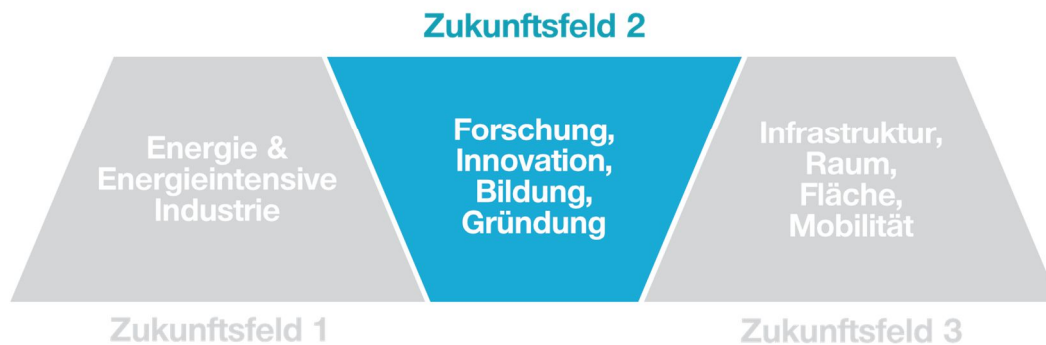 Zukunftsfeld 2
Energie &
Energieintensive
Industrie
Forschung,
Innovation,
Bildung,
Gründung
Infrastruktur,
Raum,
Fläche,
Mobilität
Zukunftsfeld 1
Zukunftsfeld 3